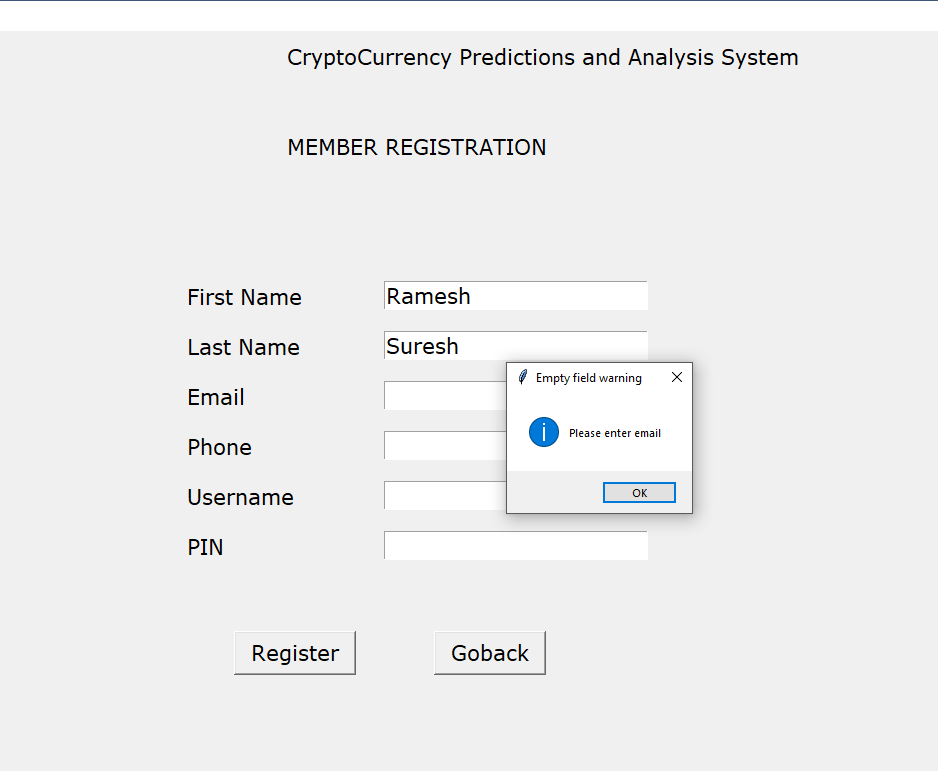 CryptoCurrency Predictions and Analysis System
MEMBER REGISTRATION
First Name Ramesh
Last Name Suresh
Empty field warning
Email
Please enter email
Phone
OK
Username
PIN
Register Goback